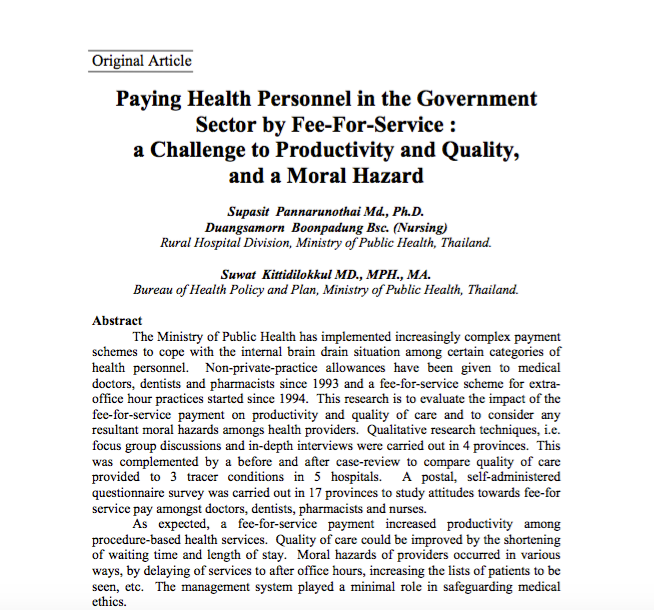 Original Article
Paying Health Personnel in the Government
Sector by Fee-For-Service :
a Challenge to Productivity and Quality,
and a Moral Hazard
Supasit Pannarunothai Md., Ph.D.
Duangsamorn Boonpadung Bsc. (Nursing)
Rural Hospital Division, Ministry of Public Health, Thailand.
Suwat Kittidilokkul MD., MPH., MA.
Bureau of Health Policy and Plan, Ministry of Public Health, Thailand.
Abstract
The Ministry of Public Health has implemented increasingly complex payment
schemes to cope with the internal brain drain situation among certain categories of
health personnel. Non-private-practice allowances have been given to medical
doctors, dentists and pharmacists since 1993 and a fee-for-service scheme for extra-
office hour practices started since 1994. This research is to evaluate the impact of the
fee-for-service payment on productivity and quality of care and to consider any
resultant moral hazards amongs health providers. Qualitative research techniques, i.e.
focus group discussions and in-depth interviews were carried out in 4 provinces. This
was complemented by a before and after case-review to compare quality of care
provided to 3 tracer conditions in 5 hospitals. A postal, self-administered
questionnaire survey was carried out in 17 provinces to study attitudes towards fee-for
service pay amongst doctors, dentists, pharmacists and nurses.
As expected, a fee-for-service payment increased productivity among
procedure-based health services. Quality of care could be improved by the shortening
of waiting time and length of stay. Moral hazards of providers occurred in various
ways, by delaying of services to after office hours, increasing the lists of patients to be
seen, etc. The management system played a minimal role in safeguarding medical
ethics.